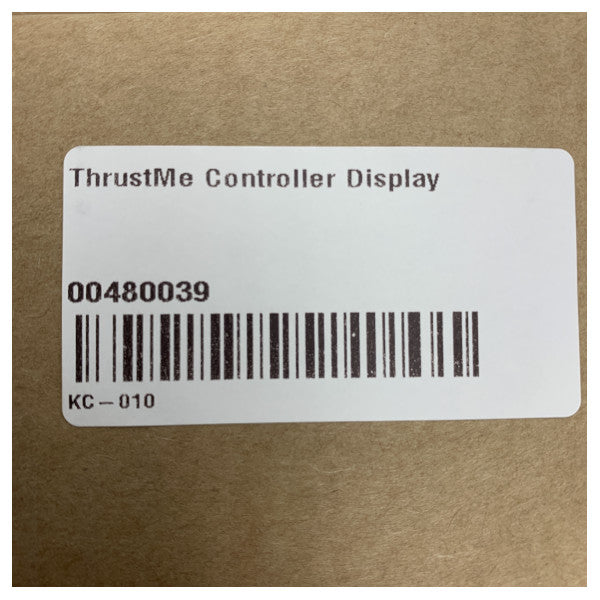 ThrustMe Controller Display
00480039
KC-010